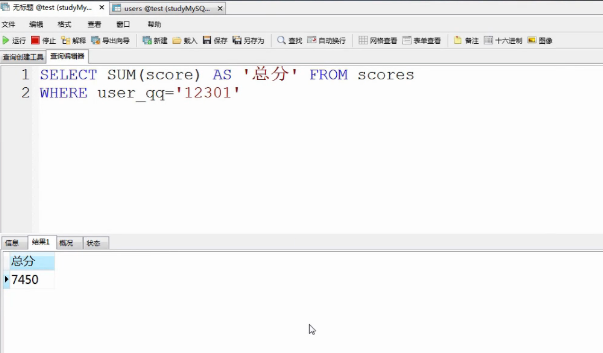 无标题 @test (studyMy...
users @test (studyMySQ...
文件 编辑 格式 查看 窗口 帮助
运行 停止 解释 导出向导 新建 载入 保存 另存为 查找 自动换行 网格查看 表单查看 备注 十六进制 图像
查询创建工具 查询编辑器
1 SELECT SUM(score) AS '总分' FROM scores
2 WHERE user_qq='12301'
信息 结果1 概况 状态
总分
7450